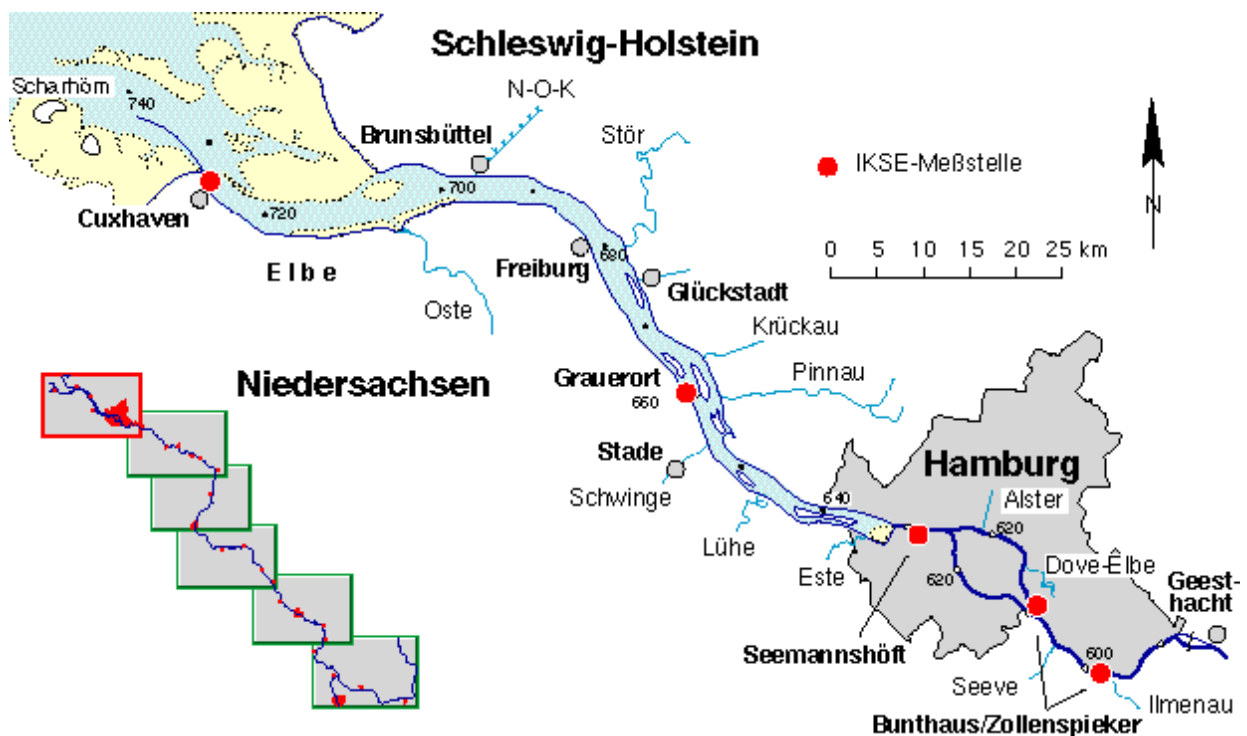 Schleswig-Holstein
Scharhörn
740
N-O-K
Brunsbüttel
Stör
IKSE-Meßstelle
700
Cuxhaven
720
N
0 5 10 15 20 25 km
Elbe
Freiburg
680
Glückstadt
Oste
Krückau
Niedersachsen
Grauerort
660
Pinnau
Stade
Hamburg
Schwinge
640
Alster
620
Lühe
Este
620
Dove-Elbe
Geest-
hacht
Seemannshöft
600
Seeve
Ilmenau
Bunthaus/Zollenspieker